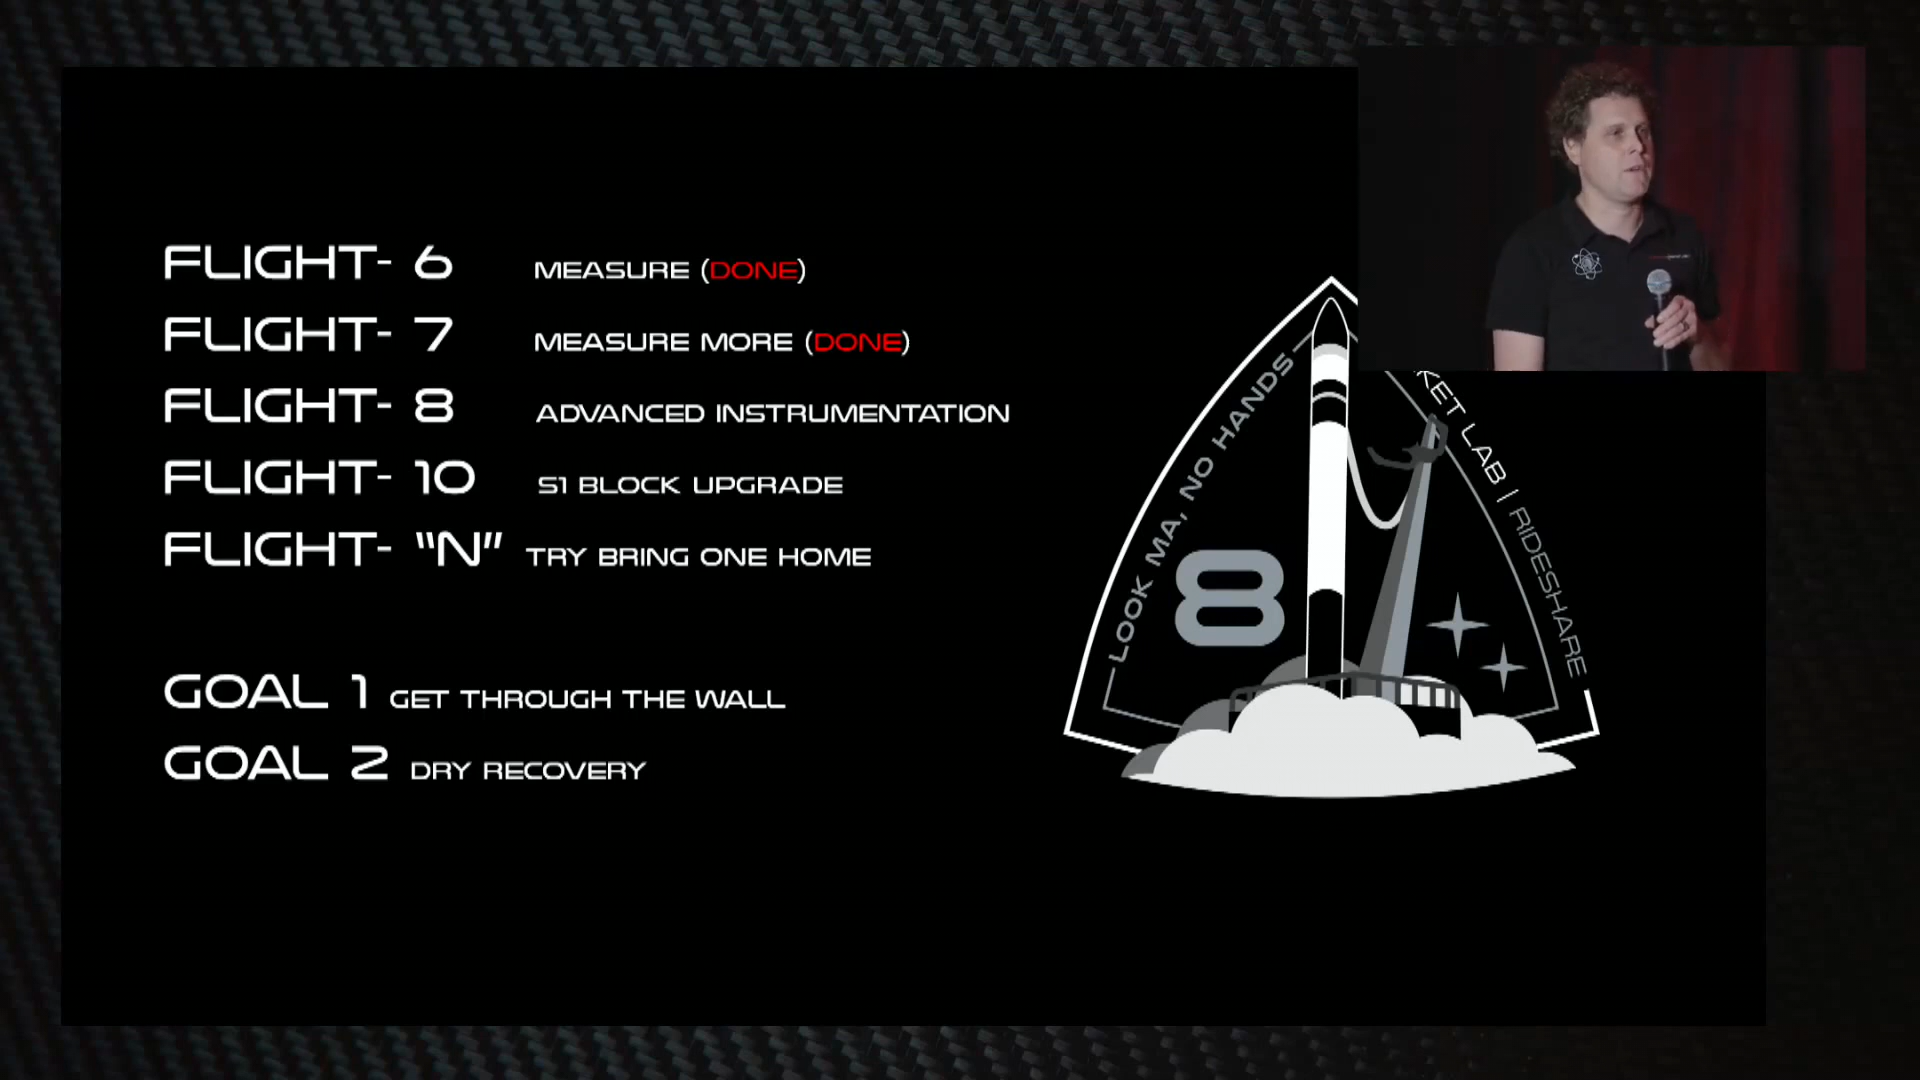 FLIGHT- 6 MEASURE (DONE)
FLIGHT- 7 MEASURE MORE (DONE)
FLIGHT- 8 ADVANCED INSTRUMENTATION
FLIGHT- 10 S1 BLOCK UPGRADE
FLIGHT- "N" TRY BRING ONE HOME
GOAL 1 GET THROUGH THE WALL
GOAL 2 DRY RECOVERY
LOOK MA, NO HANDS
KET LAB | RIDESHARE
8